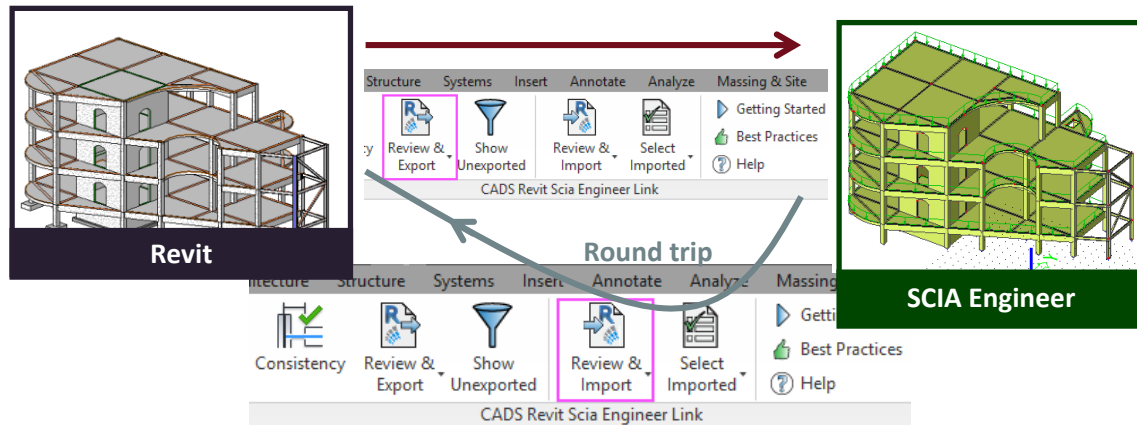 Structure Systems Insert Annotate Analyze Massing & Site
Review & Export
Show Unexported
Review & Import
Select Imported
Getting Started
Best Practices
Help
CADS Revit Scia Engineer Link
Revit
Round trip
SCIA Engineer
Structure Systems Insert Annotate Analyze Massing
Consistency
Review & Export
Show Unexported
Review & Import
Select Imported
Getti
Best Practices
Help
CADS Revit Scia Engineer Link